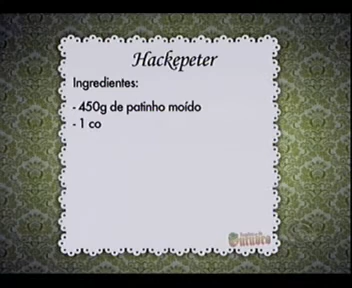 Hackepeter
Ingredientes:
- 450g de patinho moído
- 1 co